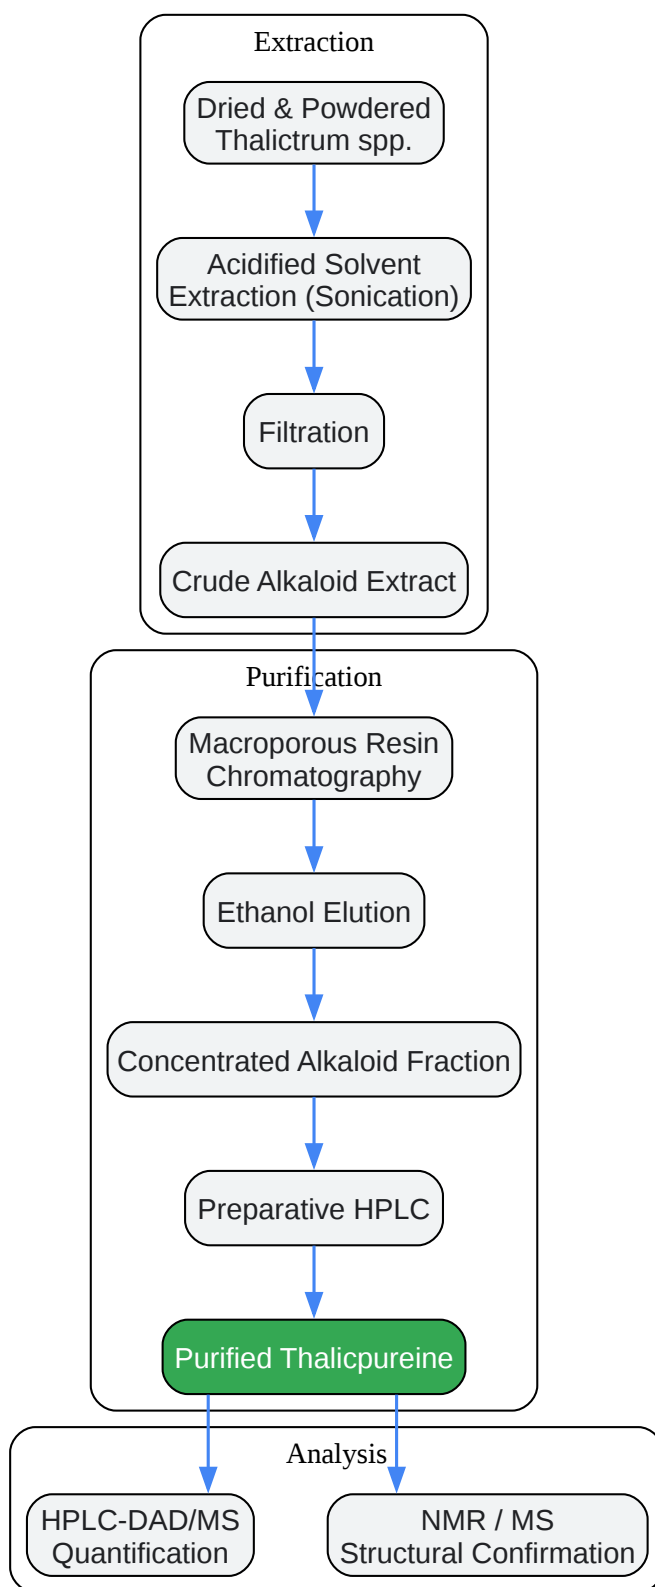 Extraction
Dried & Powdered
Thalictrum spp.
Acidified Solvent
Extraction (Sonication)
Filtration
Crude Alkaloid Extract
Purification
Macroporous Resin
Chromatography
Ethanol Elution
Concentrated Alkaloid Fraction
Preparative HPLC
Purified Thalicpureine
Analysis
HPLC-DAD/MS
Quantification
NMR / MS
Structural Confirmation